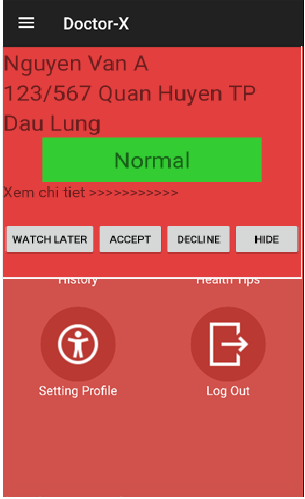 Doctor-X
Nguyen Van A
123/567 Quan Huyen TP
Dau Lung
Normal
Xem chi tiet >>>>>>>>>>>
WATCH LATER ACCEPT DECLINE HIDE
History Health Tips
Setting Profile Log Out